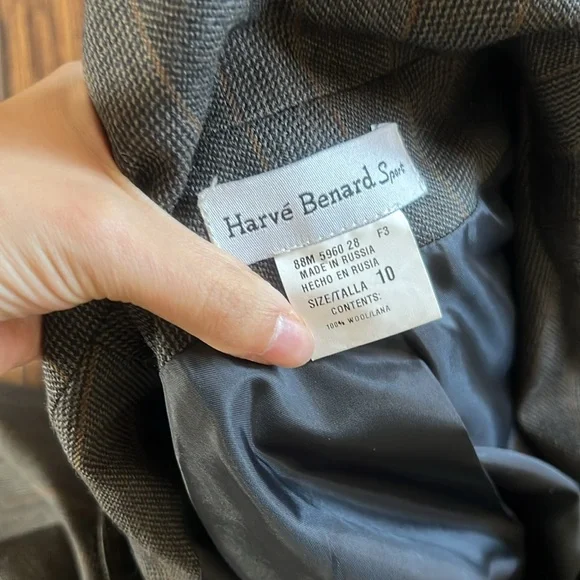 Harvé Benard Sport
88M 5960 28 F3
MADE IN RUSSIA
HECHO EN RUSIA
SIZE/TALLA 10
CONTENTS:
100% WOOL/LANA